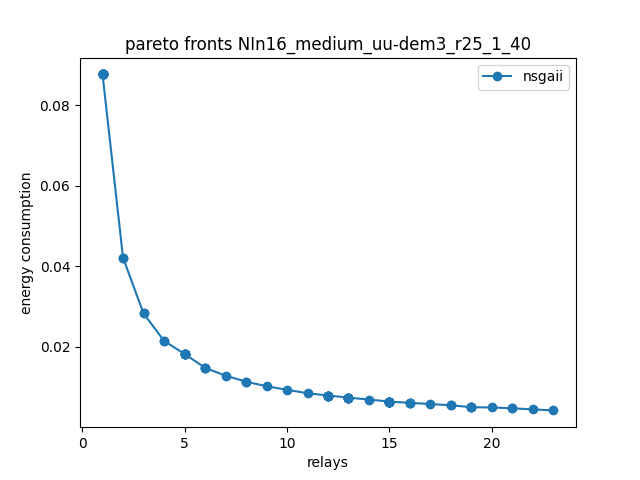 pareto fronts NIn16_medium_uu-dem3_r25_1_40
nsgaii
0.08
0.06
0.04
0.02
energy consumption
0 5 10 15 20
relays